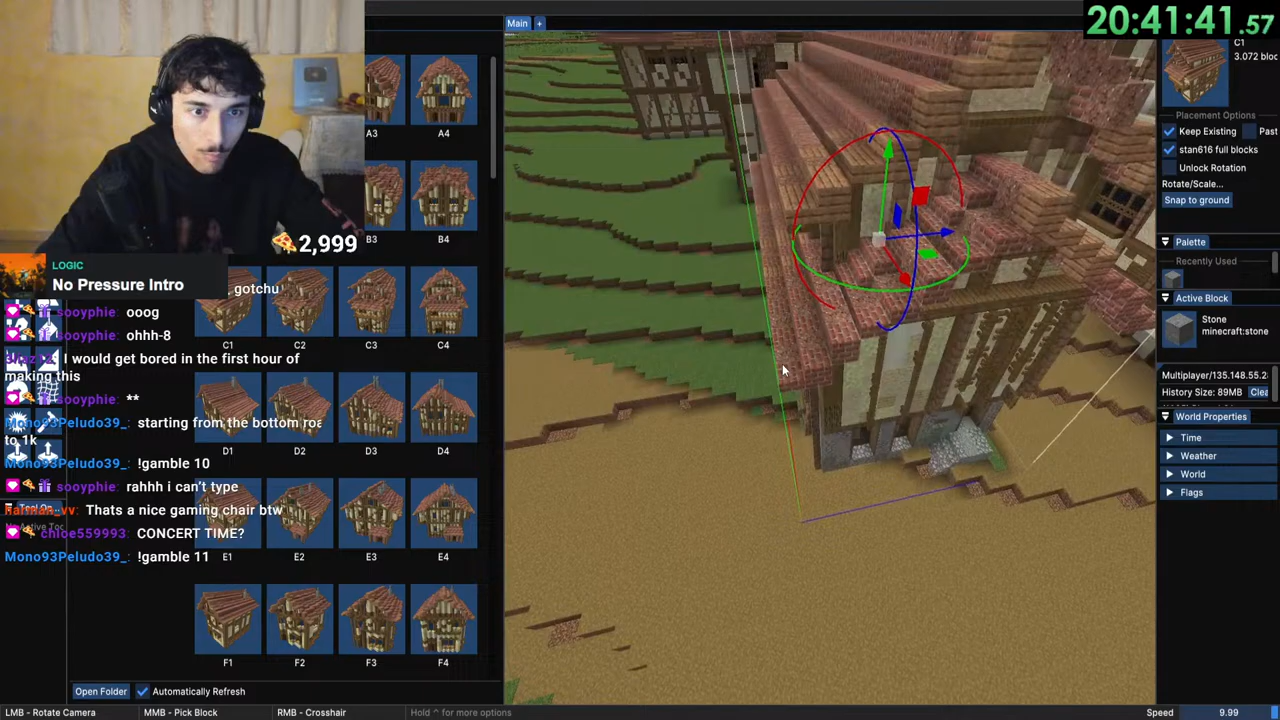 20:41:41.57
Main +
C1
3.072 bloc
Placement Options
Keep Existing
Past
stan616 full blocks
Unlock Rotation
Rotate/Scale...
Snap to ground
Palette
Recently Used
Active Block
Stone
minecraft:stone
Multiplayer/135.148.55.2
History Size: 89MB Clea
World Properties
Time
Weather
World
Flags
A3 A4
B3 B4
C1 C2 C3 C4
D1 D2 D3 D4
E1 E2 E3 E4
F1 F2 F3 F4
2,999
LOGIC
No Pressure Intro
gotchu
sooyphie: ooog
sooyphie: ohhh-8
I would get bored in the first hour of
making this
sooyphie: **
Mono93Peludo39_: starting from the bottom roa
to 1k
Mono93Peludo39_: !gamble 10
sooyphie: rahhh i can't type
Thats a nice gaming chair btw
chloe559993: CONCERT TIME?
Mono93Peludo39_: !gamble 11
Open Folder
Automatically Refresh
LMB - Rotate Camera
MMB - Pick Block
RMB - Crosshair
Hold ^ for more options
Speed
9.99